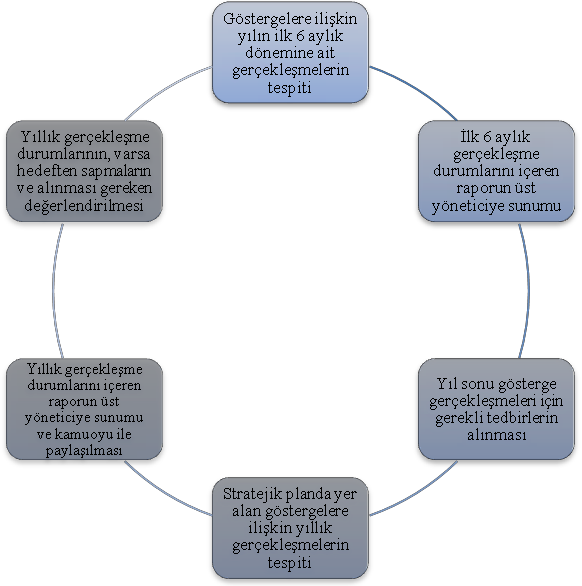 Göstergelere ilişkin
yılın ilk 6 aylık
dönemine ait
gerçekleşmelerin
tespiti
İlk 6 aylık
gerçekleşme
durumlarını içeren
raporun üst
yöneticiye sunumu
Yıl sonu gösterge
gerçekleşmeleri için
gerekli tedbirlerin
alınması
Stratejik planda yer
alan göstergelere
ilişkin yıllık
gerçekleşmelerin
tespiti
Yıllık gerçekleşme
durumlarını içeren
raporun üst
yöneticiye sunumu
ve kamuoyu ile
paylaşılması
Yıllık gerçekleşme
durumlarının, varsa
hedeften sapmaların
ve alınması gereken
değerlendirilmesi